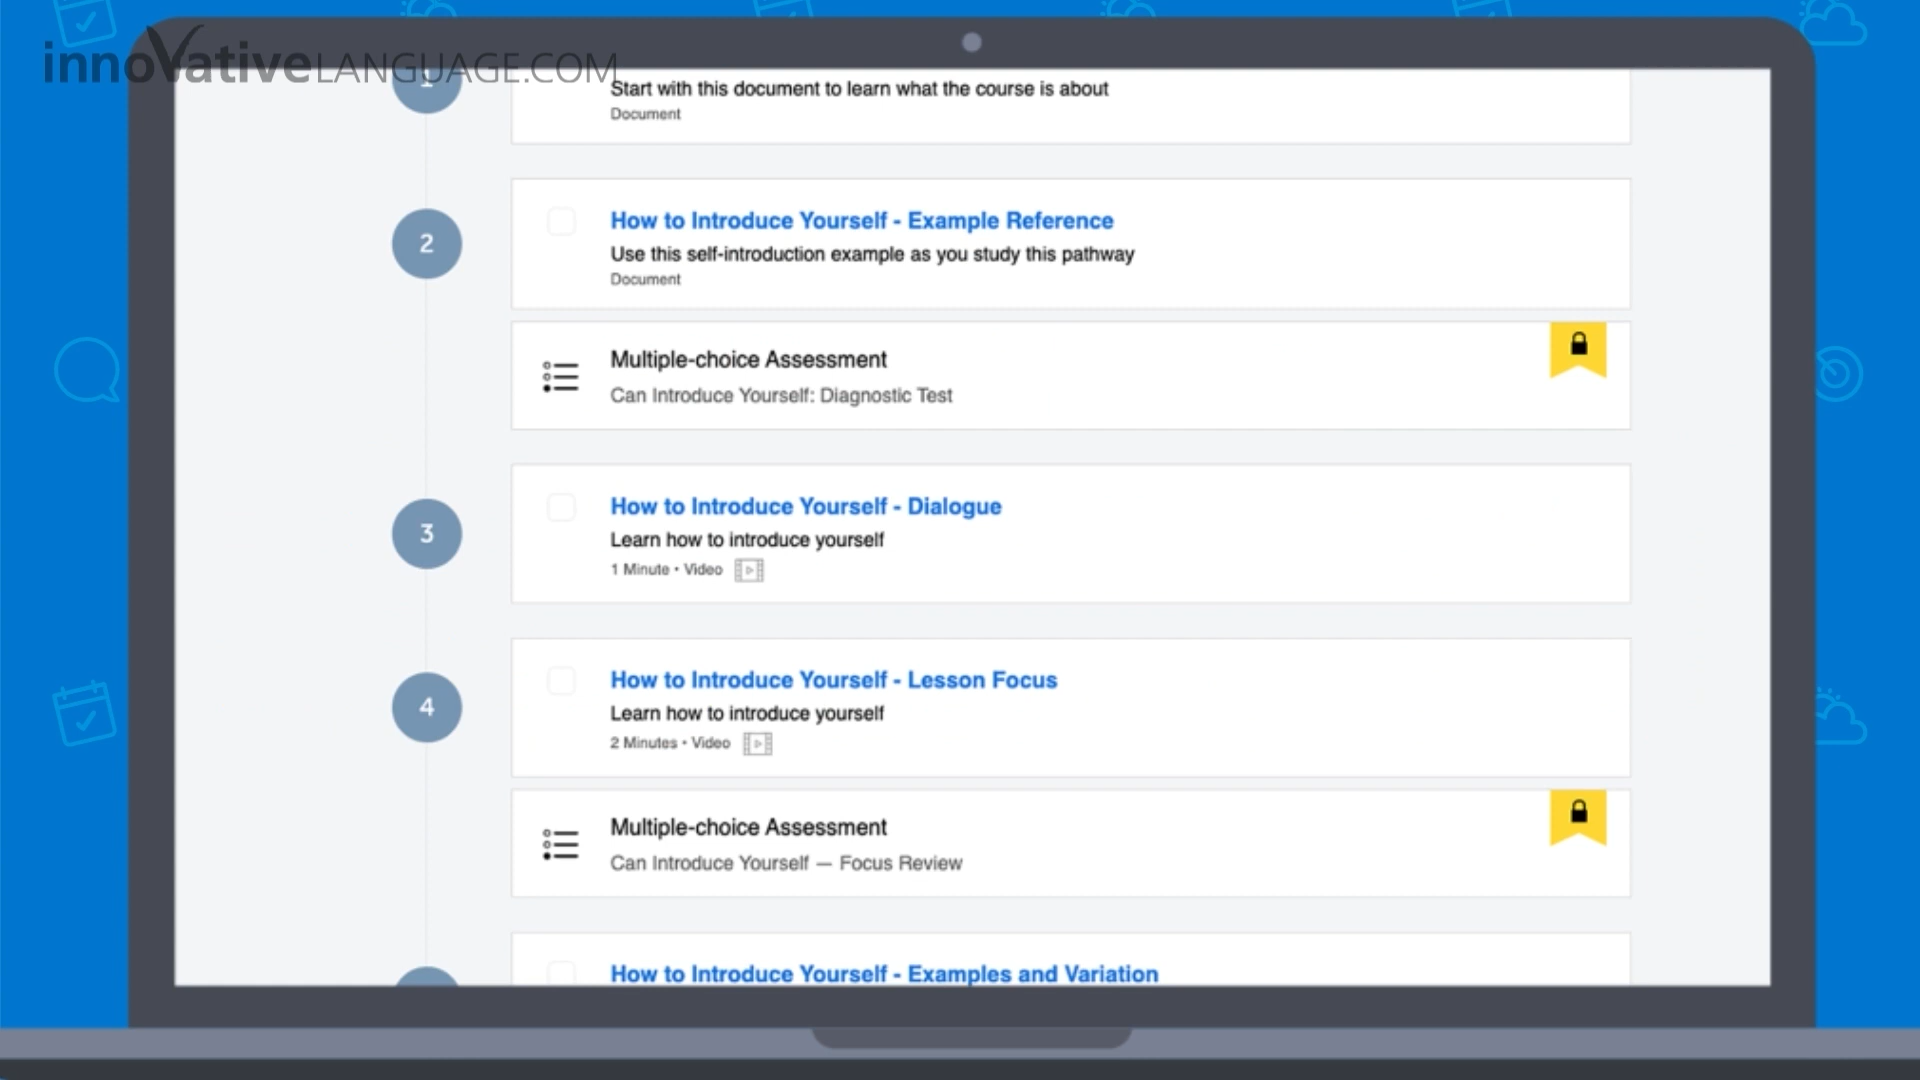 innoVativeLANGUAGE.COM
1
Start with this document to learn what the course is about
Document
2
How to Introduce Yourself - Example Reference
Use this self-introduction example as you study this pathway
Document
Multiple-choice Assessment
Can Introduce Yourself: Diagnostic Test
3
How to Introduce Yourself - Dialogue
Learn how to introduce yourself
1 Minute • Video
4
How to Introduce Yourself - Lesson Focus
Learn how to introduce yourself
2 Minutes • Video
Multiple-choice Assessment
Can Introduce Yourself — Focus Review
How to Introduce Yourself - Examples and Variation